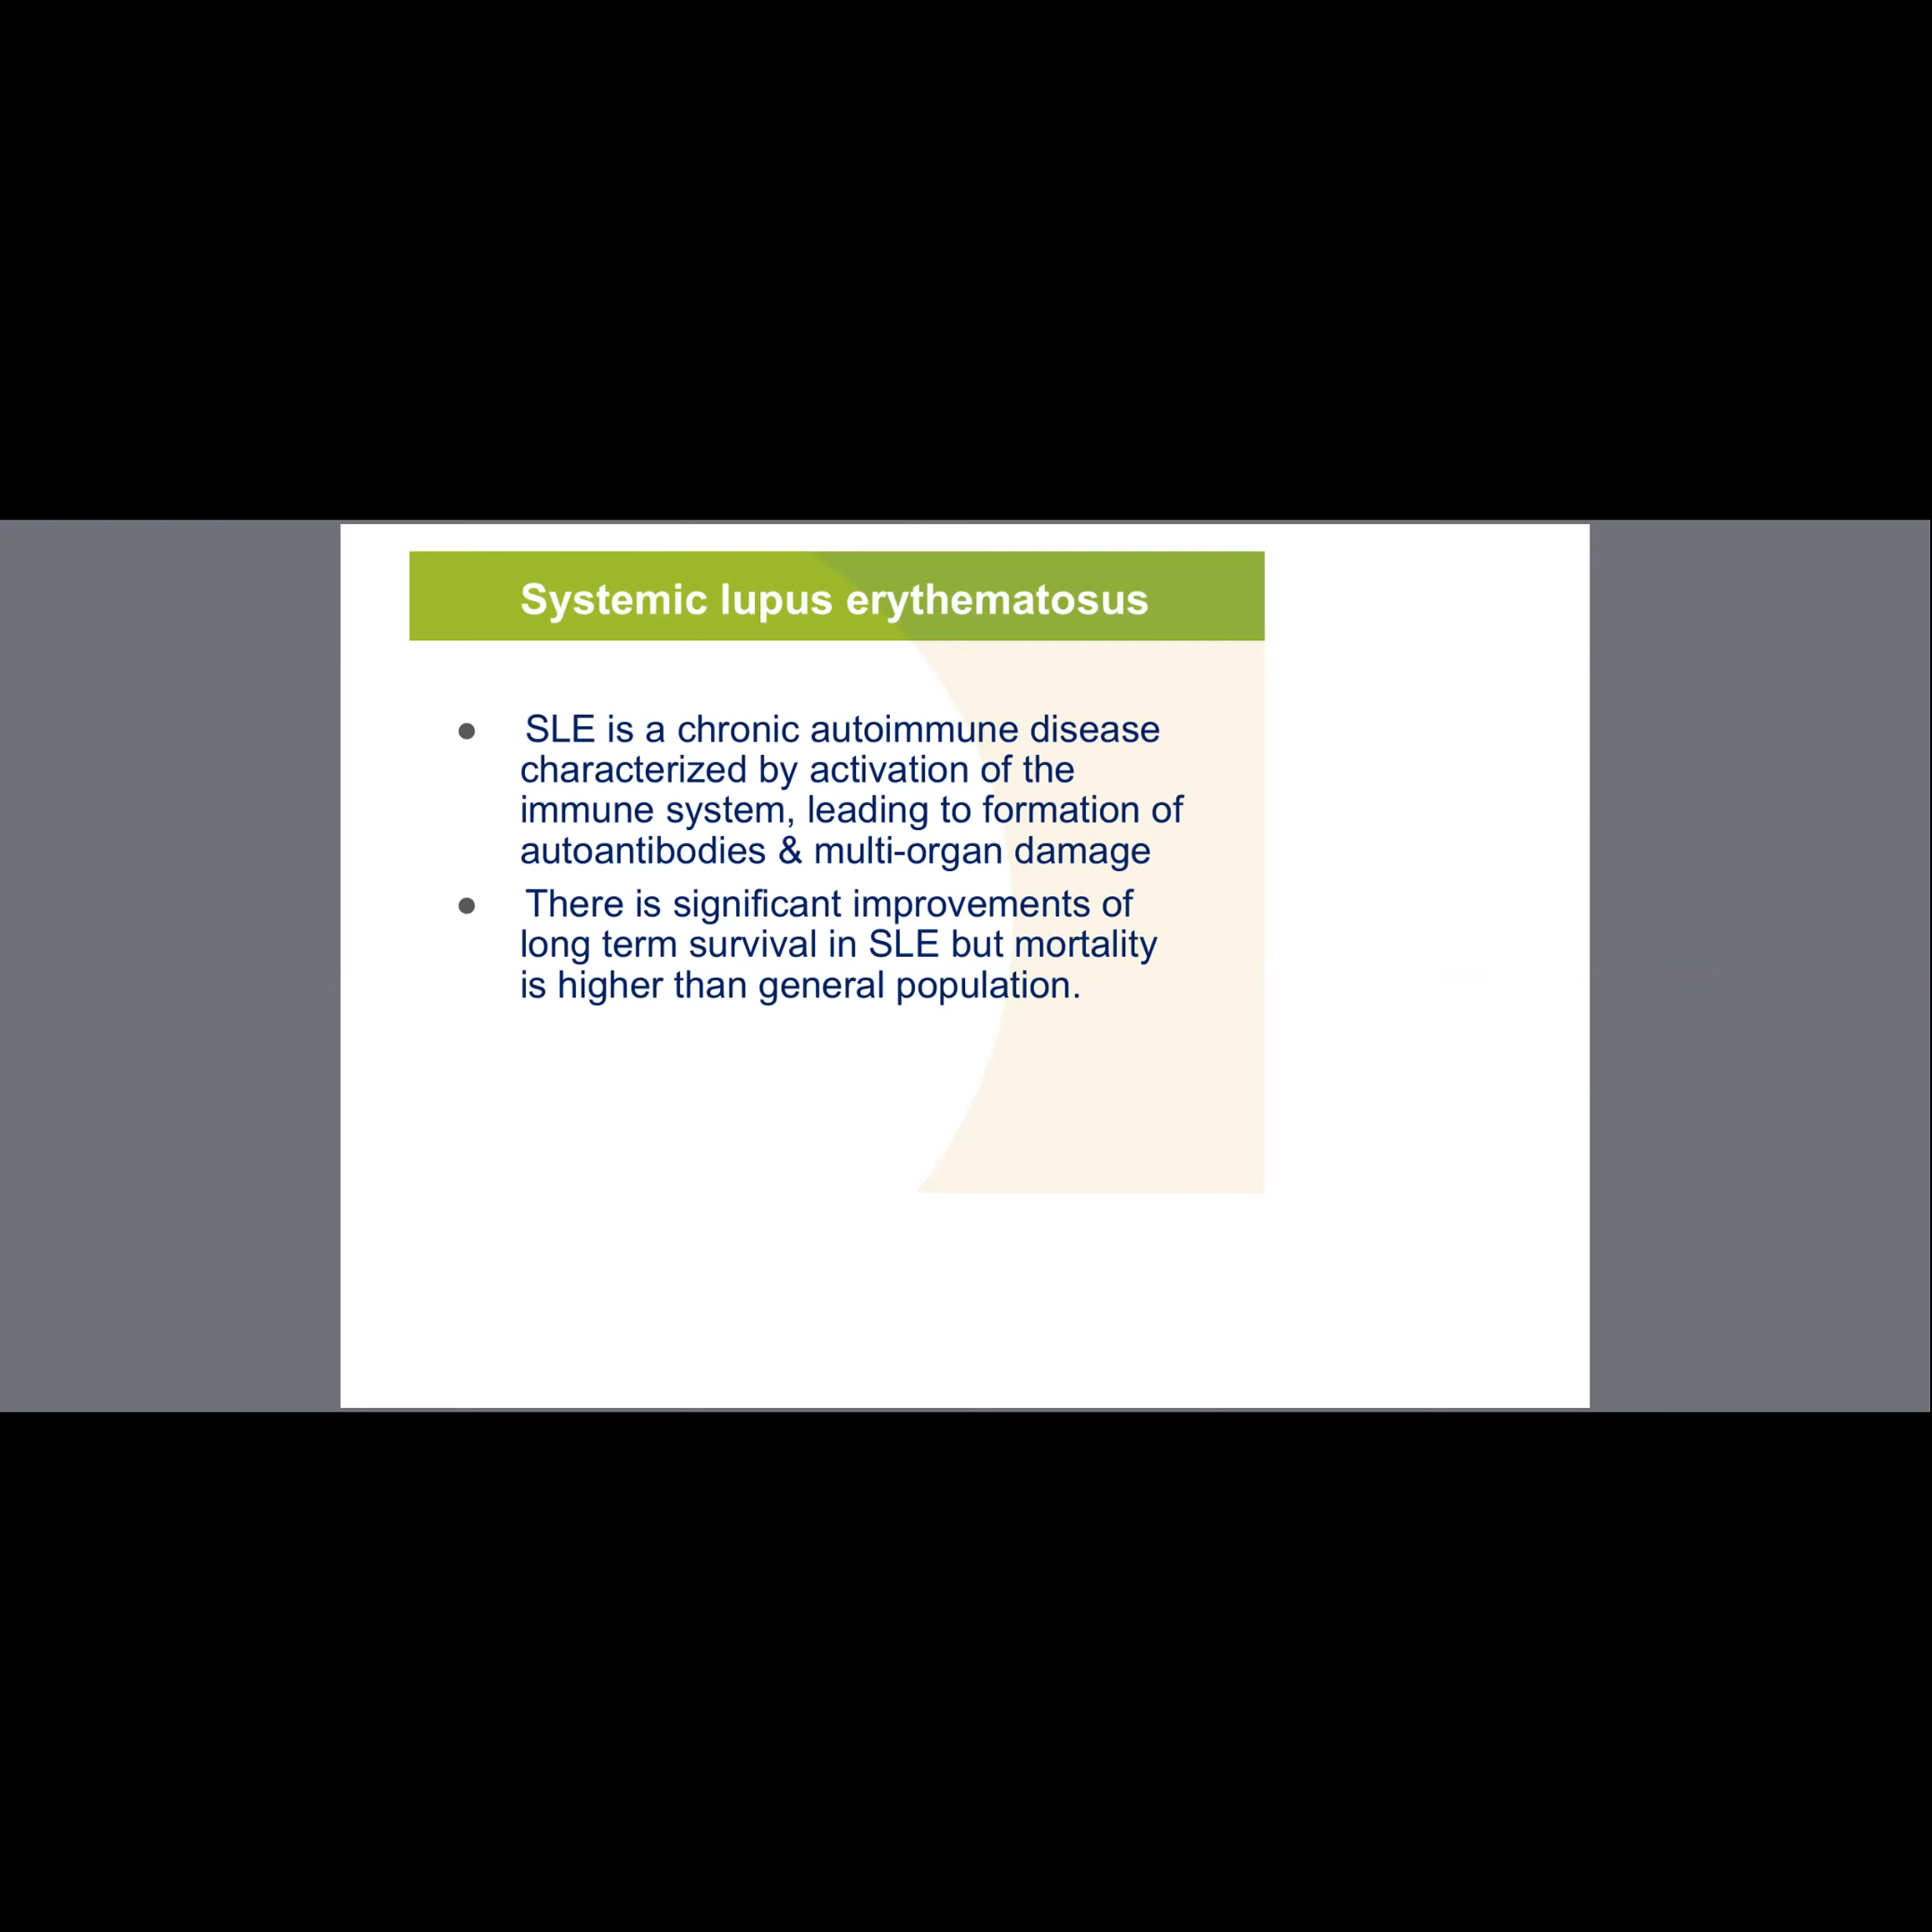 Systemic lupus erythematosus
● SLE is a chronic autoimmune disease
characterized by activation of the
immune system, leading to formation of
autoantibodies & multi-organ damage
● There is significant improvements of
long term survival in SLE but mortality
is higher than general population.